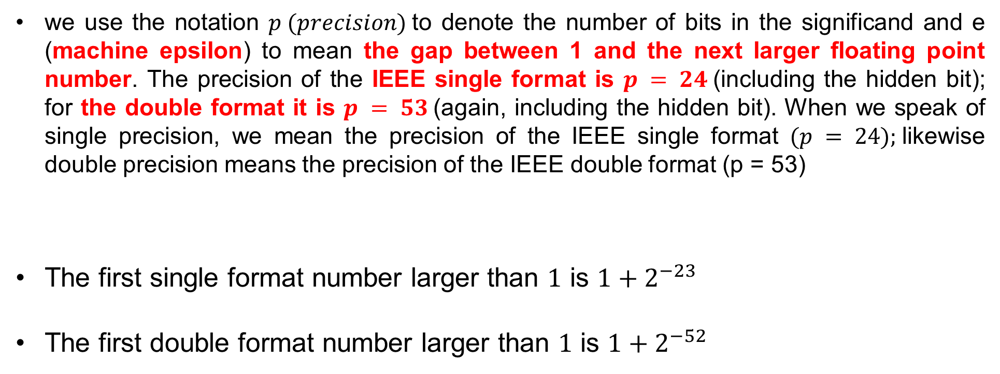 • we use the notation p (precision) to denote the number of bits in the significand and e
(machine epsilon) to mean the gap between 1 and the next larger floating point
number. The precision of the IEEE single format is p = 24 (including the hidden bit);
for the double format it is p = 53 (again, including the hidden bit). When we speak of
single precision, we mean the precision of the IEEE single format (p = 24); likewise
double precision means the precision of the IEEE double format (p = 53)
• The first single format number larger than 1 is 1 + 2⁻²³
• The first double format number larger than 1 is 1 + 2⁻⁵²